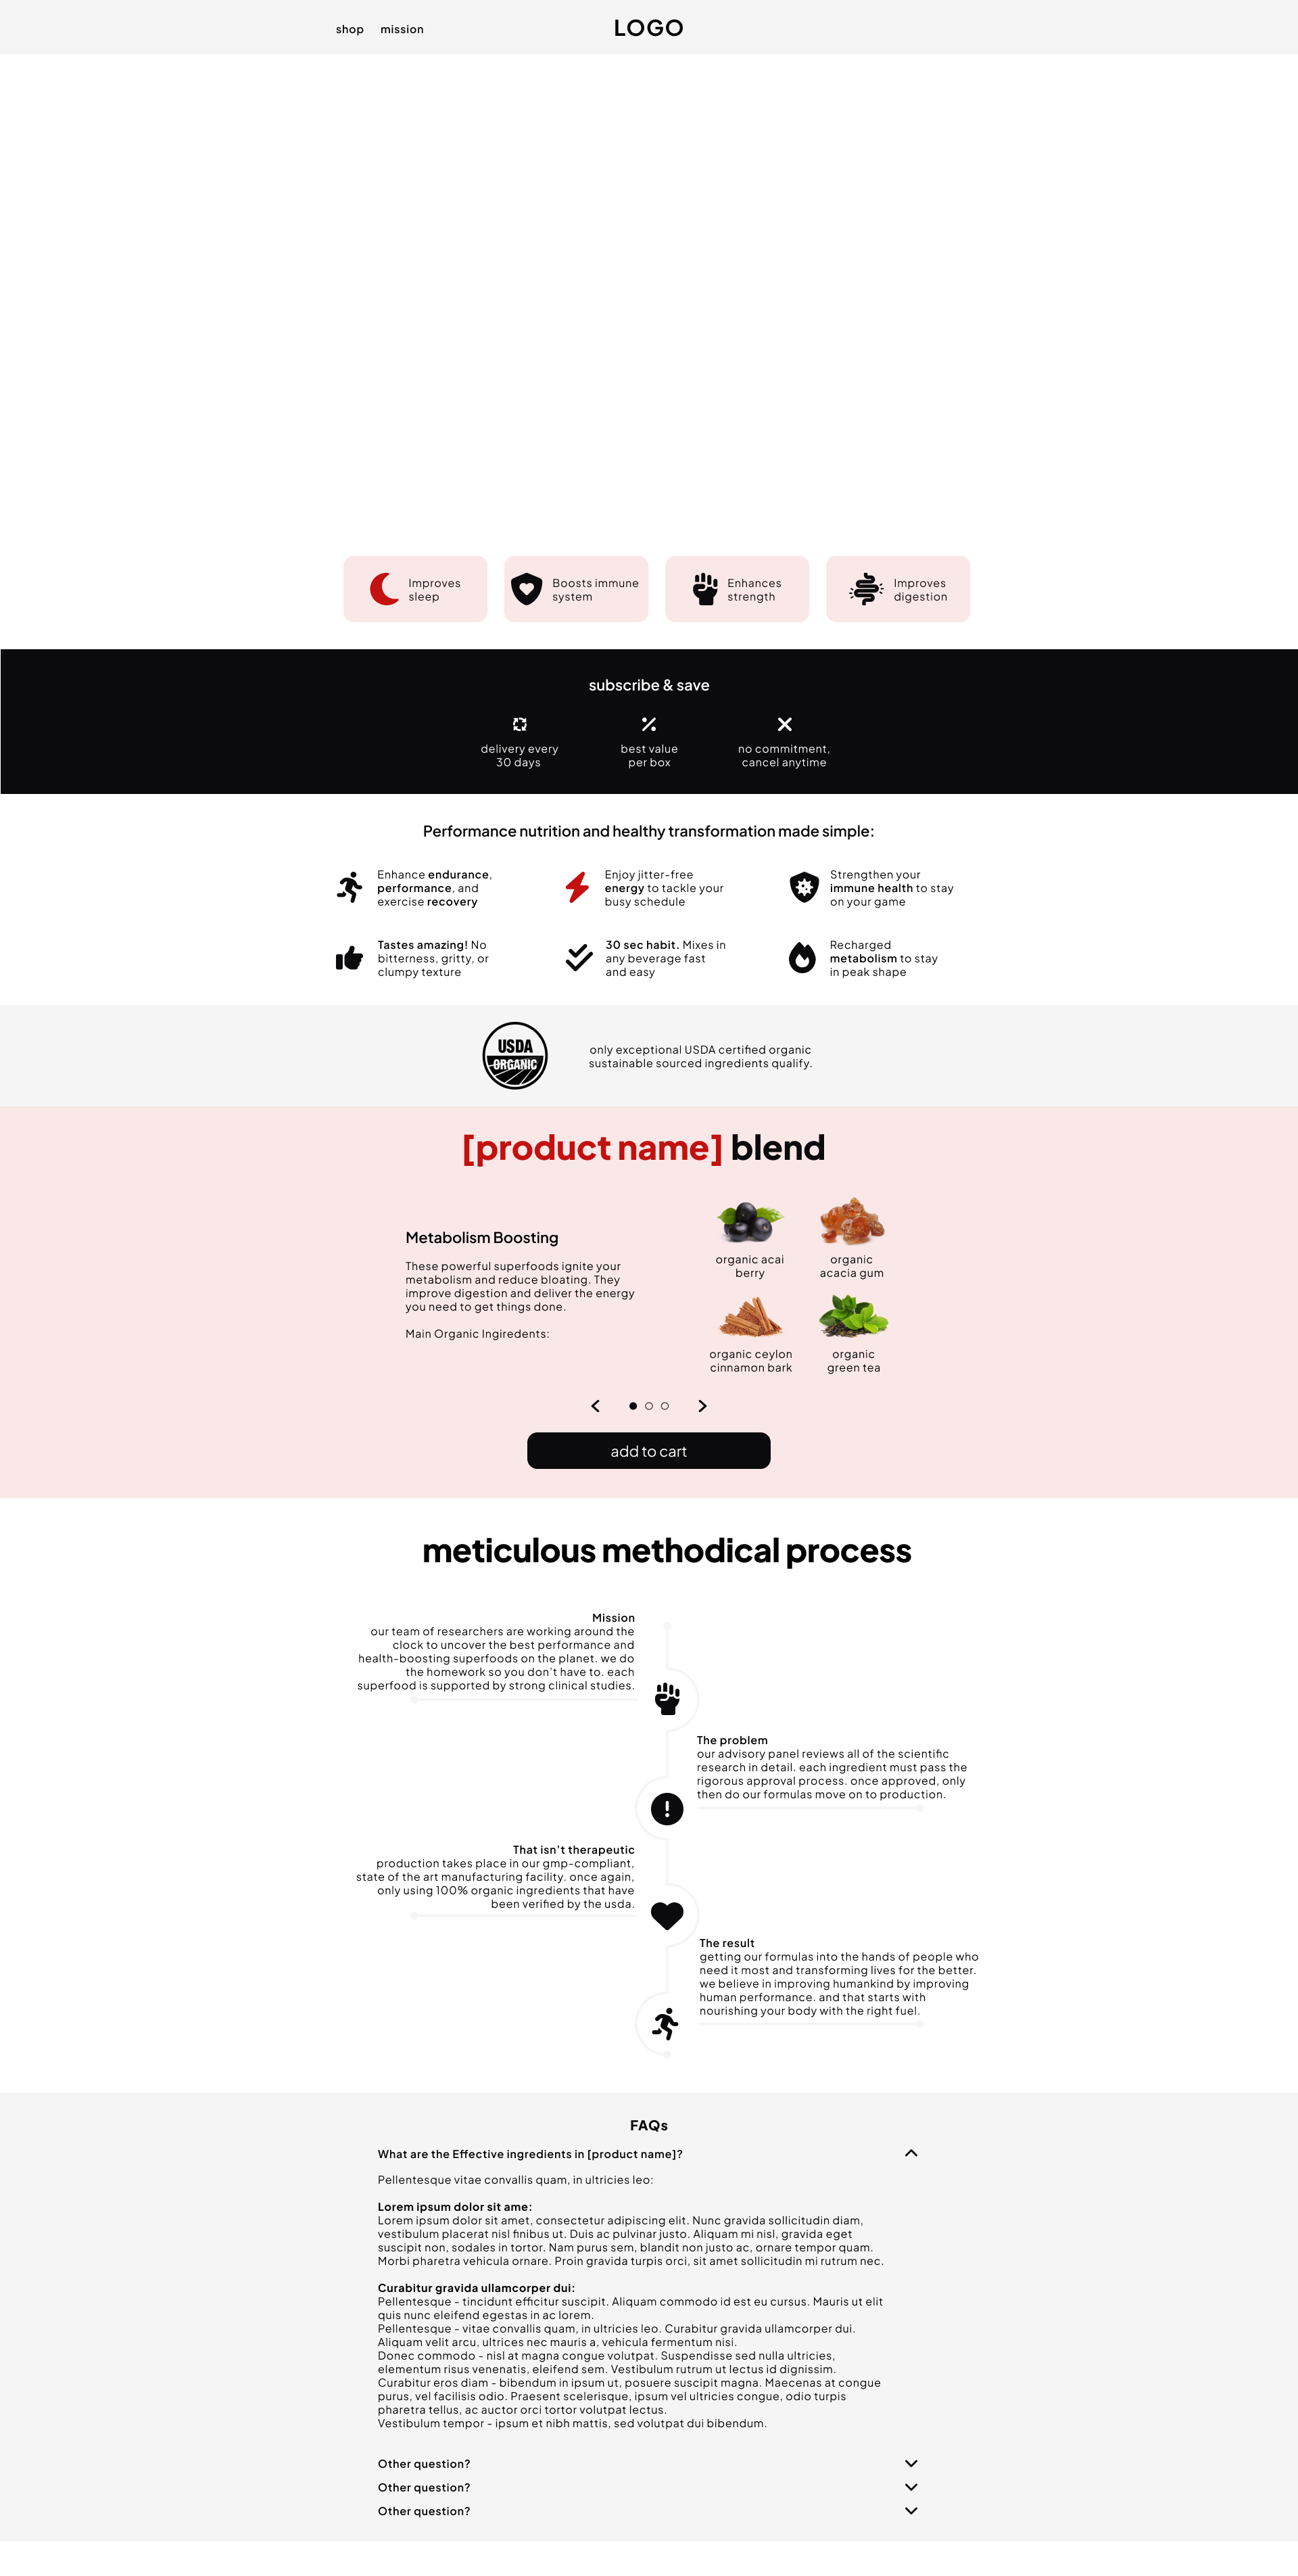 shop mission LOGO
Improves
sleep
Boosts immune
system
Enhances
strength
Improves
digestion
subscribe & save
delivery every
30 days
best value
per box
no commitment,
cancel anytime
Performance nutrition and healthy transformation made simple:
Enhance endurance,
performance, and
exercise recovery
Enjoy jitter-free
energy to tackle your
busy schedule
Strengthen your
immune health to stay
on your game
Tastes amazing! No
bitterness, gritty, or
clumpy texture
30 sec habit. Mixes in
any beverage fast
and easy
Recharged
metabolism to stay
in peak shape
USDA
ORGANIC
only exceptional USDA certified organic
sustainable sourced ingredients qualify.
[product name] blend
Metabolism Boosting
These powerful superfoods ignite your
metabolism and reduce bloating. They
improve digestion and deliver the energy
you need to get things done.
Main Organic Ingiredents:
organic acai
berry
organic
acacia gum
organic ceylon
cinnamon bark
organic
green tea
add to cart
meticulous methodical process
Mission
our team of researchers are working around the
clock to uncover the best performance and
health-boosting superfoods on the planet. we do
the homework so you don't have to. each
superfood is supported by strong clinical studies.
The problem
our advisory panel reviews all of the scientific
research in detail. each ingredient must pass the
rigorous approval process. once approved, only
then do our formulas move on to production.
That isn't therapeutic
production takes place in our gmp-compliant,
state of the art manufacturing facility. once again,
only using 100% organic ingredients that have
been verified by the usda.
The result
getting our formulas into the hands of people who
need it most and transforming lives for the better.
we believe in improving humankind by improving
human performance. and that starts with
nourishing your body with the right fuel.
FAQs
What are the Effective ingredients in [product name]?
Pellentesque vitae convallis quam, in ultricies leo:
Lorem ipsum dolor sit ame:
Lorem ipsum dolor sit amet, consectetur adipiscing elit. Nunc gravida sollicitudin diam,
vestibulum placerat nisl finibus ut. Duis ac pulvinar justo. Aliquam mi nisl, gravida eget
suscipit non, sodales in tortor. Nam purus sem, blandit non justo ac, ornare tempor quam.
Morbi pharetra vehicula ornare. Proin gravida turpis orci, sit amet sollicitudin mi rutrum nec.
Curabitur gravida ullamcorper dui:
Pellentesque - tincidunt efficitur suscipit. Aliquam commodo id est eu cursus. Mauris ut elit
quis nunc eleifend egestas in ac lorem.
Pellentesque - vitae convallis quam, in ultricies leo. Curabitur gravida ullamcorper dui.
Aliquam velit arcu, ultrices nec mauris a, vehicula fermentum nisi.
Donec commodo - nisl at magna congue volutpat. Suspendisse sed nulla ultricies,
elementum risus venenatis, eleifend sem. Vestibulum rutrum ut lectus id dignissim.
Curabitur eros diam - bibendum in ipsum ut, posuere suscipit magna. Maecenas at congue
purus, vel facilisis odio. Praesent scelerisque, ipsum vel ultricies congue, odio turpis
pharetra tellus, ac auctor orci tortor volutpat lectus.
Vestibulum tempor - ipsum et nibh mattis, sed volutpat dui bibendum.
Other question?
Other question?
Other question?